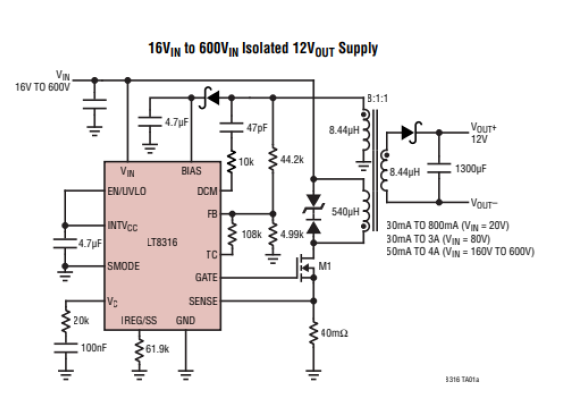 16VIN to 600VIN Isolated 12VOUT Supply
VIN
16V TO 600V
8:1:1
4.7µF
47pF
8.44µH
VOUT+
12V
10k
44.2k
8.44µH
1300µF
VIN
BIAS
EN/UVLO
DCM
VOUT–
540µH
FB
INTVCC
LT8316
108k
4.99k
30mA TO 800mA (VIN = 20V)
30mA TO 3A (VIN = 80V)
50mA TO 4A (VIN = 160V TO 600V)
4.7µF
TC
SMODE
GATE
M1
VC
SENSE
20k
IREG/SS
GND
40mΩ
100nF
61.9k
8316 TA01a